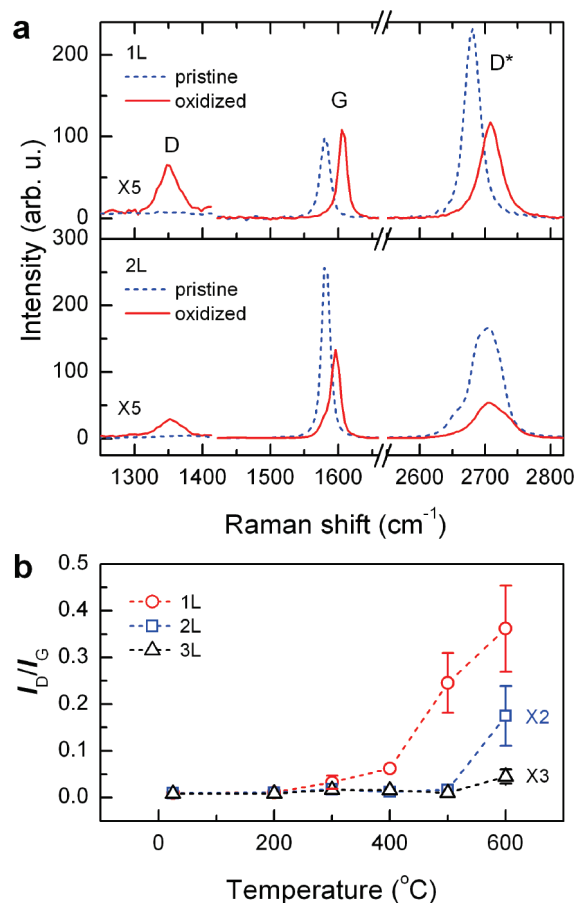 a
1L
pristine
oxidized
D
G
D*
X5
200
100
0
300
2L
pristine
oxidized
X5
200
100
0
Intensity (arb. u.)
1300 1400 1500 1600 2600 2700 2800
Raman shift (cm⁻¹)
b
1L
2L
3L
X2
X3
0.5
0.4
0.3
0.2
0.1
0.0
I_D/I_G
0 200 400 600
Temperature (°C)